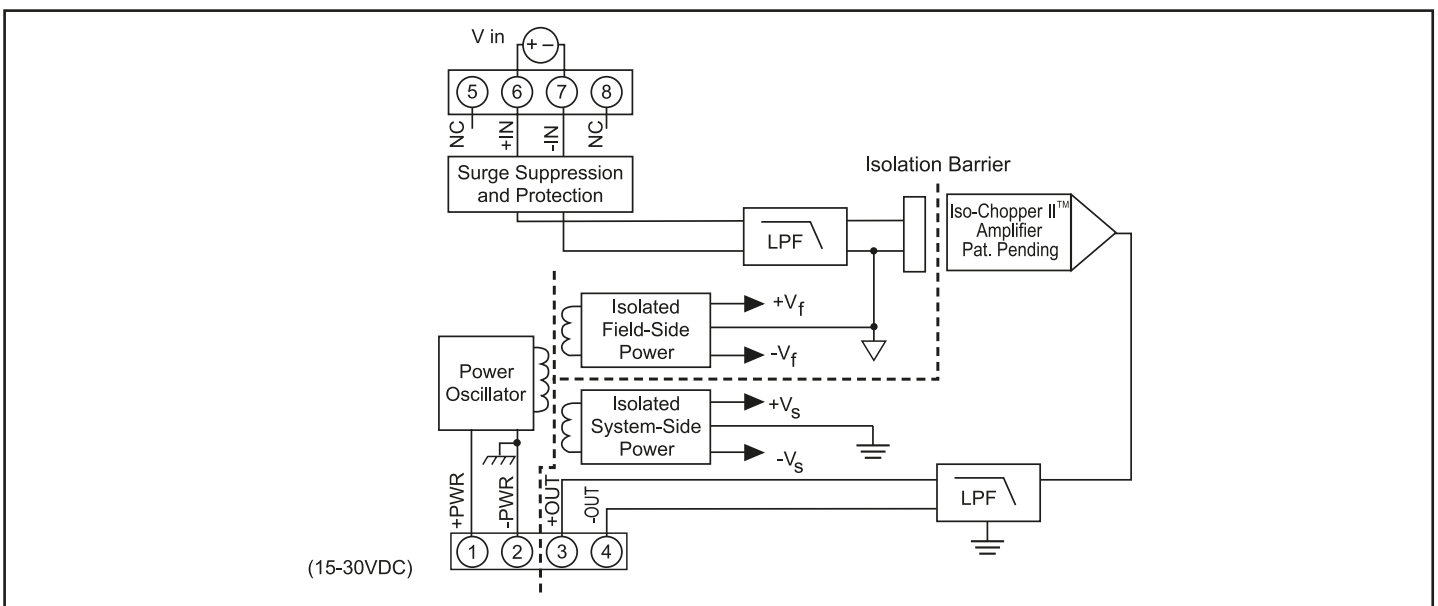 V in
+ –
5 6 7 8
NC
+IN
-IN
NC
Surge Suppression
and Protection
Isolation Barrier
LPF
Iso-Chopper II™
Amplifier
Pat. Pending
Isolated
Field-Side
Power
+Vf
-Vf
Power
Oscillator
Isolated
System-Side
Power
+Vs
-Vs
+PWR
-PWR
+OUT
-OUT
LPF
1 2 3 4
(15-30VDC)